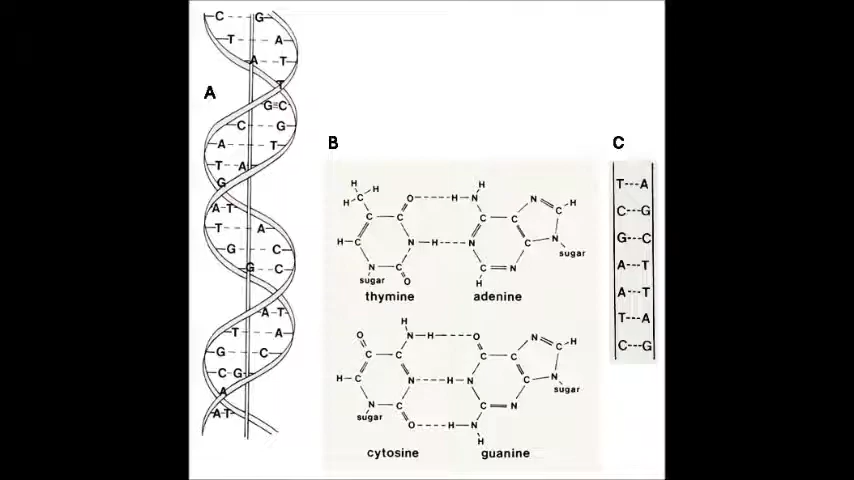 A
C G
T A
A T
T
G≡C
C G
A T
T A
G
A T
T A
G C
G C
A T
T A
G C
C G
A
A T
B
H
H C H
O H N H
N C H
C C C
H C N H N C N
sugar
N C C N
sugar O H
thymine adenine
H
O N H O N C H
C C C C
H C N H N C N
sugar
N C C N
sugar O H N
H
cytosine guanine
C
T---A
C---G
G---C
A---T
A---T
T---A
C---G